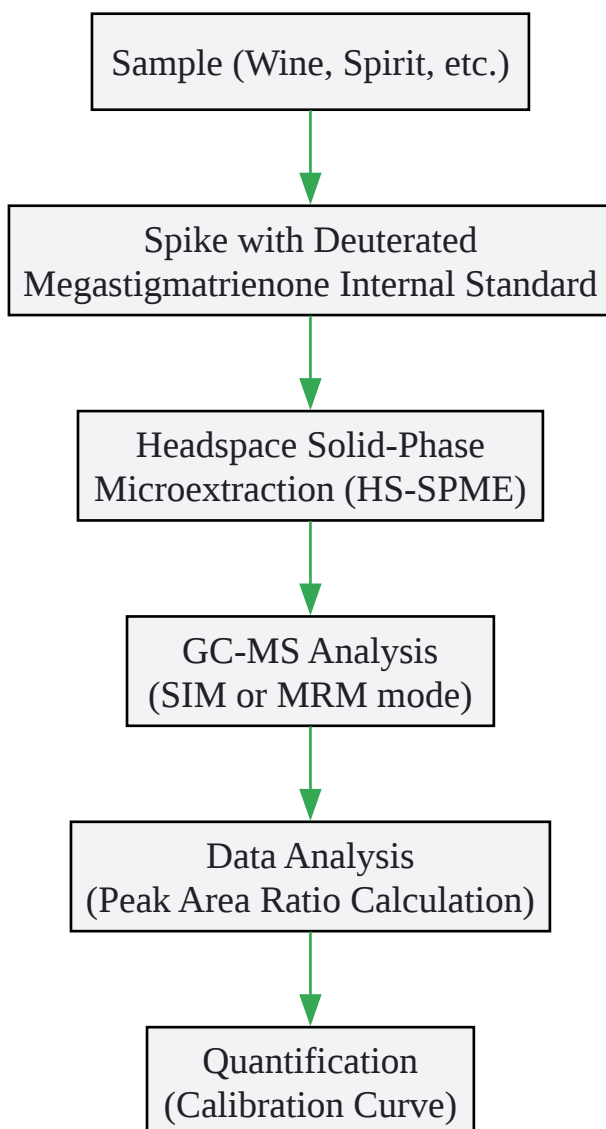 Sample (Wine, Spirit, etc.)
Spike with Deuterated
Megastigmatrienone Internal Standard
Headspace Solid-Phase
Microextraction (HS-SPME)
GC-MS Analysis
(SIM or MRM mode)
Data Analysis
(Peak Area Ratio Calculation)
Quantification
(Calibration Curve)